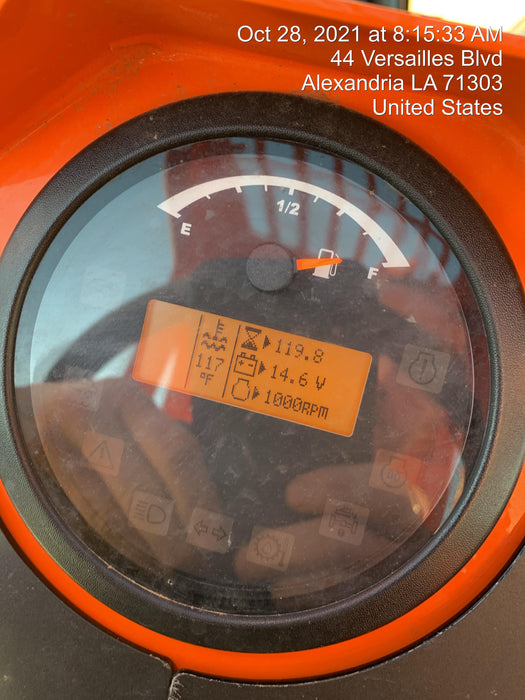 Oct 28, 2021 at 8:15:33 AM
44 Versailles Blvd
Alexandria LA 71303
United States
1/2
E
F
119.8
117 14.6 V
°F 1000RPM